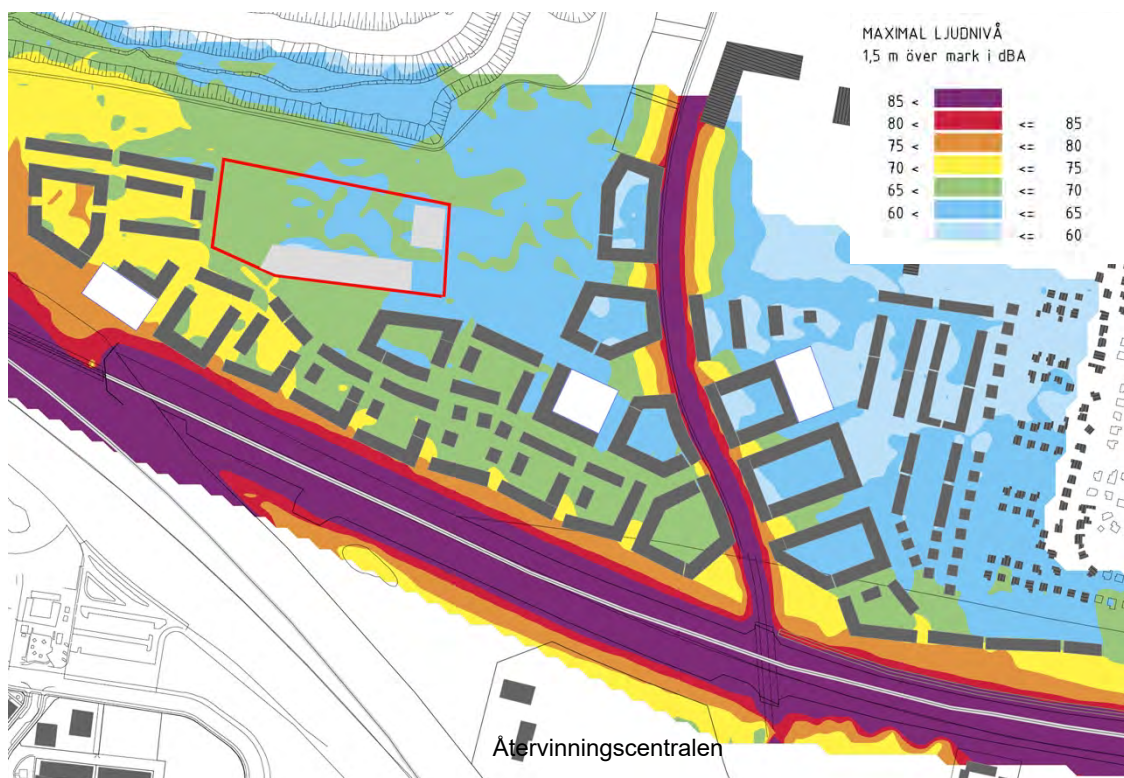 MAXIMAL LJUDNIVÅ
1,5 m över mark i dBA
85 <
80 < <= 85
75 < <= 80
70 < <= 75
65 < <= 70
60 < <= 65
<= 60
Återvinningscentralen